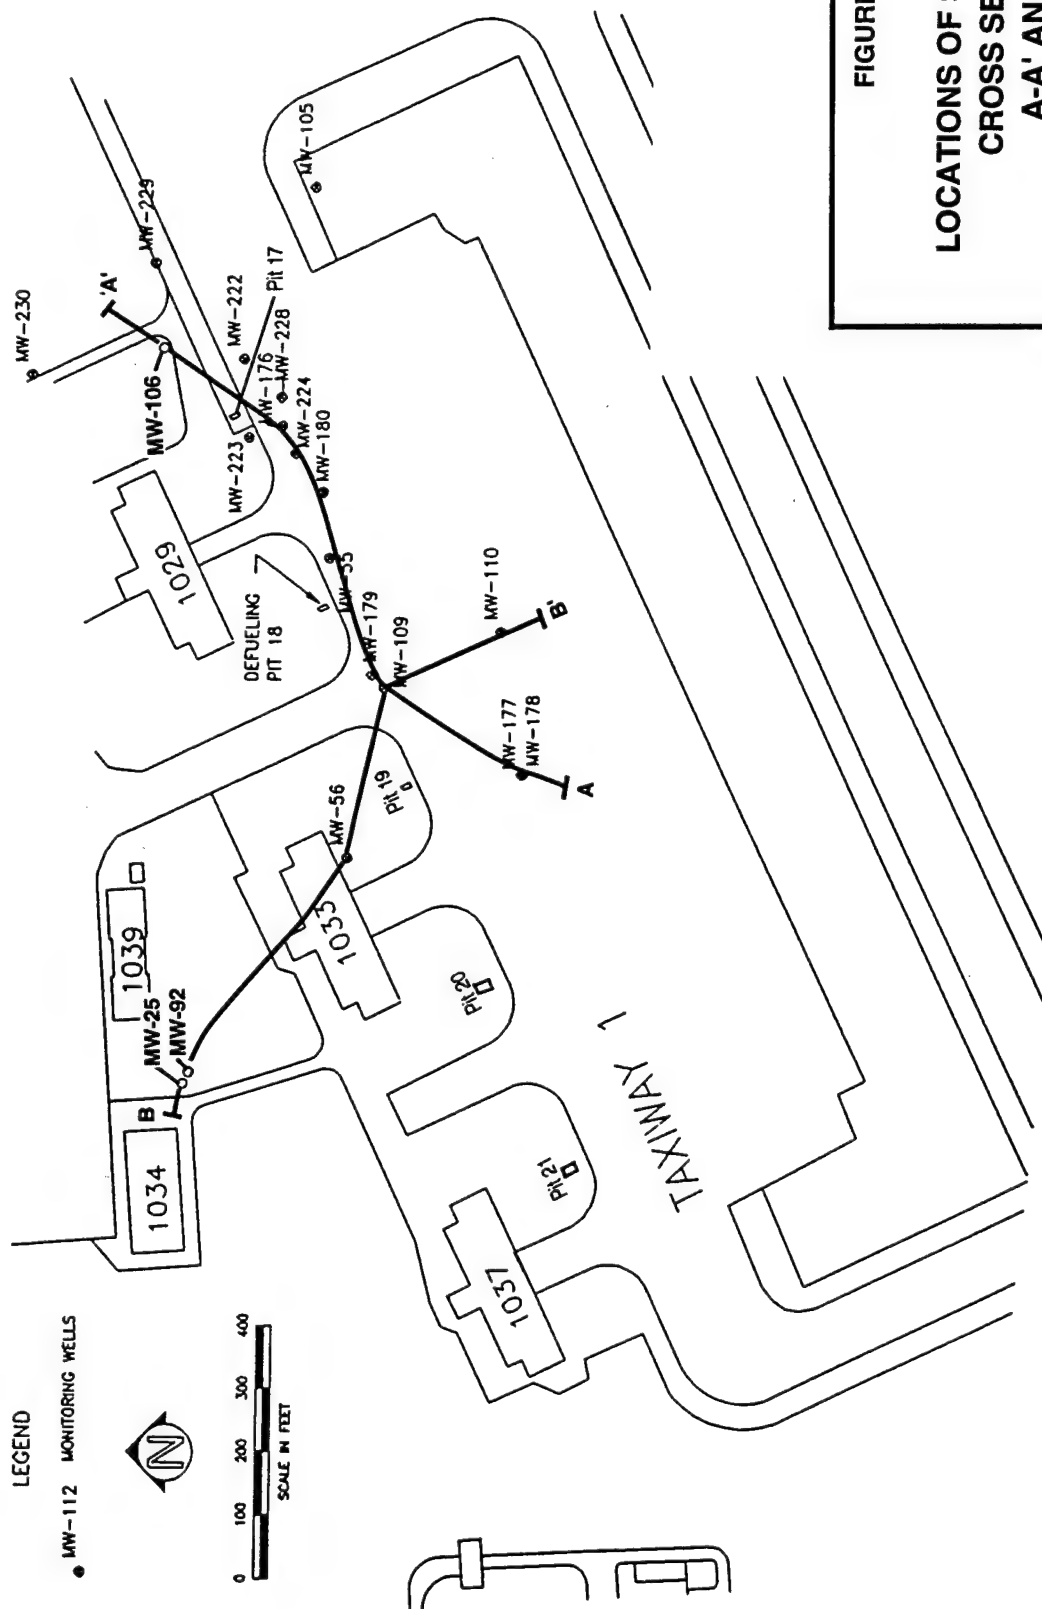 LEGEND
MW-112 MONITORING WELLS
N
0 100 200 300 400
SCALE IN FEET
MW-230
MW-229
'A'
MW-105
MW-106
MW-222
Pit 17
MW-176
MW-228
MW-223
MW-224
MW-180
1029
DEFUELING
PIT 18
MW-55
MW-179
MW-109
MW-110
B'
MW-177
MW-178
A
Pit 19
MW-56
1039
1033
MW-25
MW-92
B
1034
Pit 20
Pit 21
1037
TAXIWAY 1
FIGURE
LOCATIONS OF
CROSS SE
A-A' AN